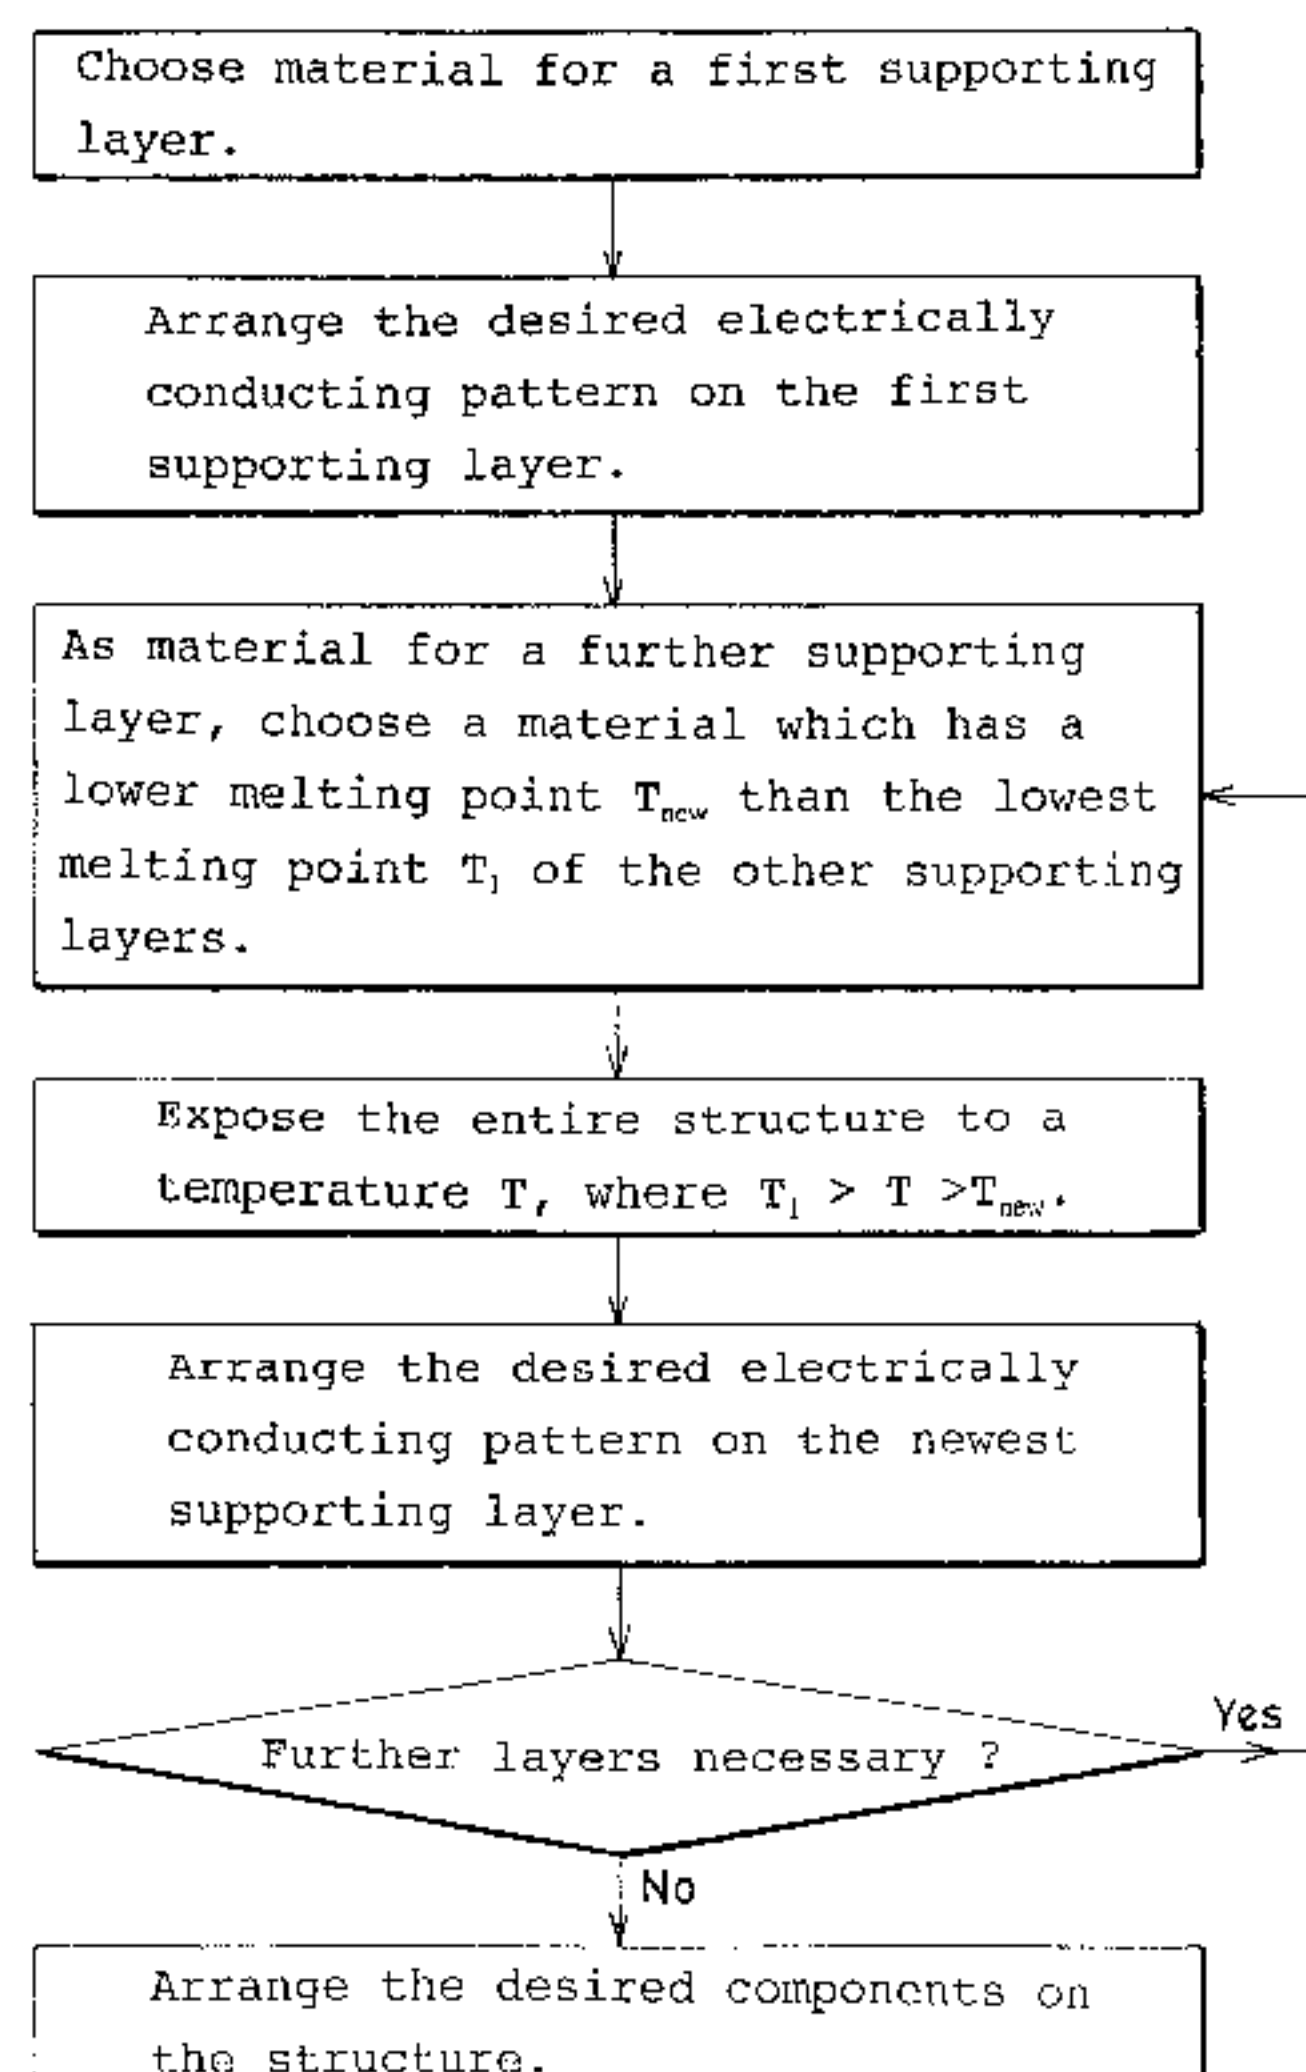 Choose material for a first supporting
layer.
Arrange the desired electrically
conducting pattern on the first
supporting layer.
As material for a further supporting
layer, choose a material which has a
lower melting point Tnew than the lowest
melting point Tl of the other supporting
layers.
Expose the entire structure to a
temperature T, where Tl > T >Tnew.
Arrange the desired electrically
conducting pattern on the newest
supporting layer.
Yes
Further layers necessary ?
No
Arrange the desired components on
the structure.